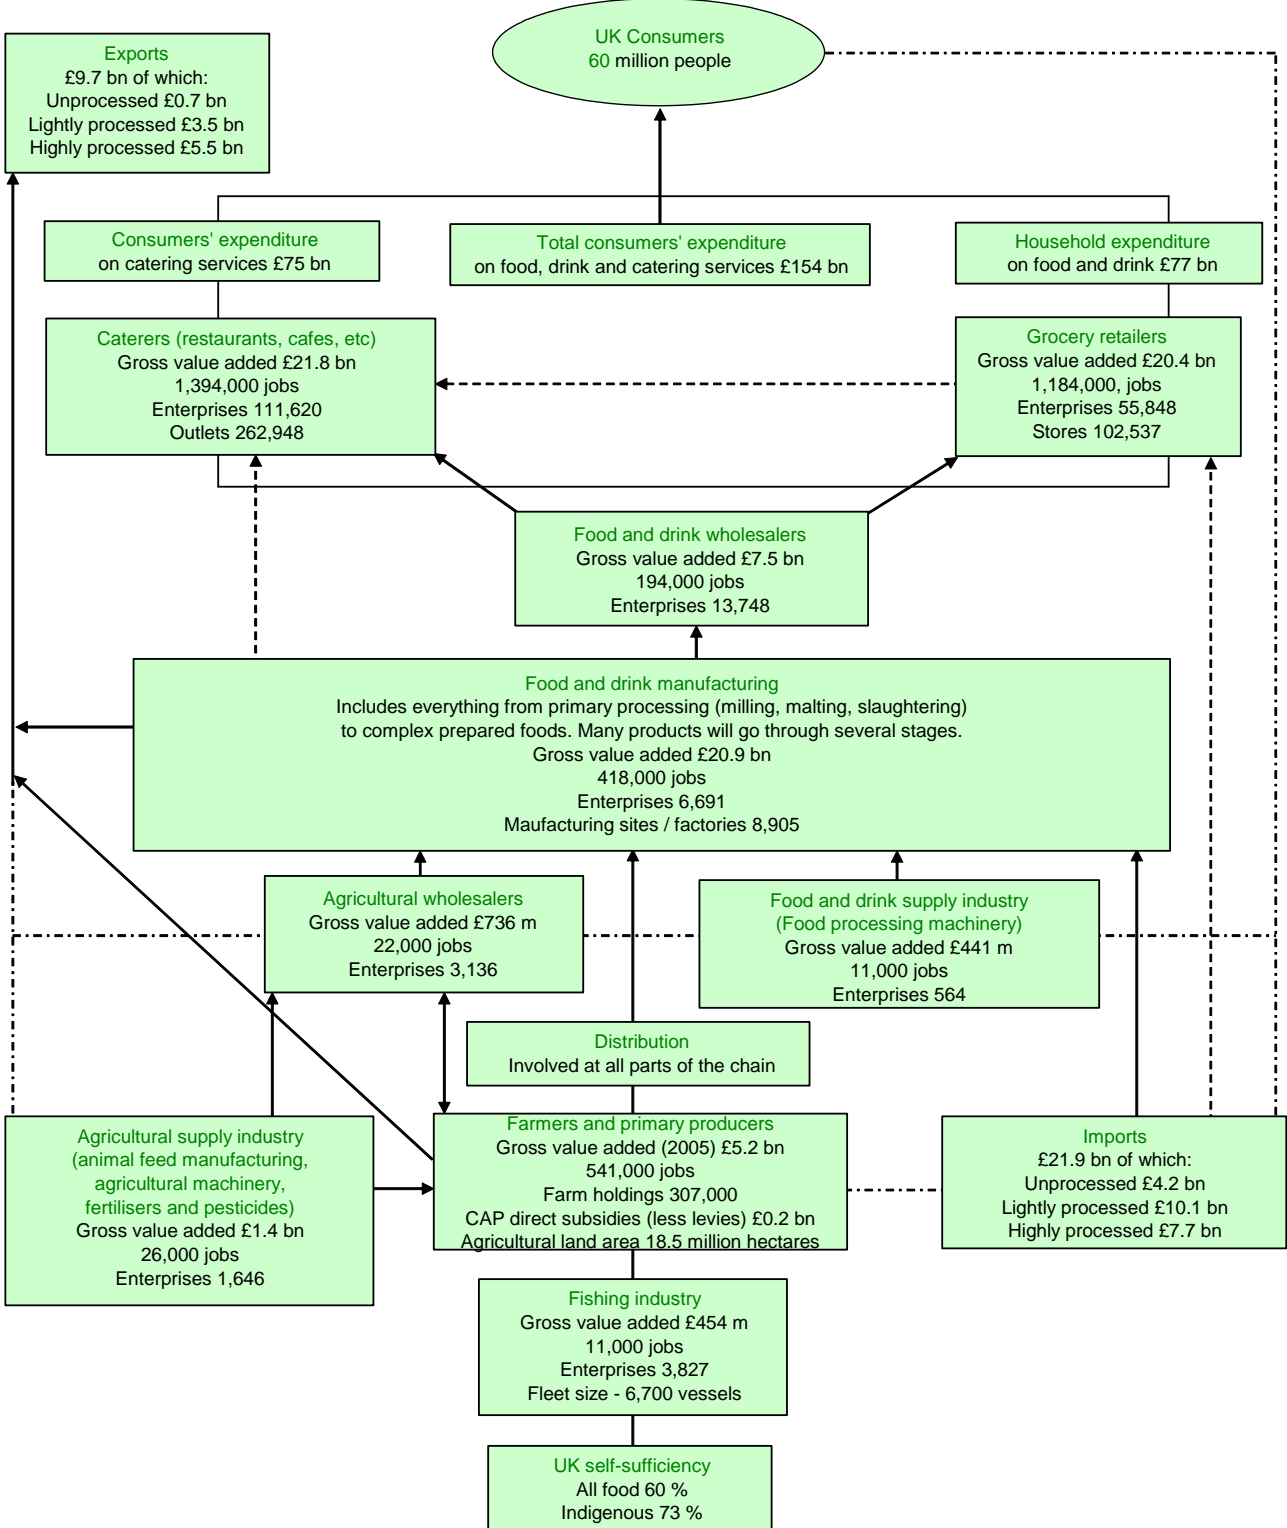 UK Consumers
60 million people
Exports
£9.7 bn of which:
Unprocessed £0.7 bn
Lightly processed £3.5 bn
Highly processed £5.5 bn
Consumers' expenditure
on catering services £75 bn
Total consumers' expenditure
on food, drink and catering services £154 bn
Household expenditure
on food and drink £77 bn
Caterers (restaurants, cafes, etc)
Gross value added £21.8 bn
1,394,000 jobs
Enterprises 111,620
Outlets 262,948
Grocery retailers
Gross value added £20.4 bn
1,184,000, jobs
Enterprises 55,848
Stores 102,537
Food and drink wholesalers
Gross value added £7.5 bn
194,000 jobs
Enterprises 13,748
Food and drink manufacturing
Includes everything from primary processing (milling, malting, slaughtering)
to complex prepared foods. Many products will go through several stages.
Gross value added £20.9 bn
418,000 jobs
Enterprises 6,691
Maufacturing sites / factories 8,905
Agricultural wholesalers
Gross value added £736 m
22,000 jobs
Enterprises 3,136
Food and drink supply industry
(Food processing machinery)
Gross value added £441 m
11,000 jobs
Enterprises 564
Distribution
Involved at all parts of the chain
Agricultural supply industry
(animal feed manufacturing,
agricultural machinery,
fertilisers and pesticides)
Gross value added £1.4 bn
26,000 jobs
Enterprises 1,646
Farmers and primary producers
Gross value added (2005) £5.2 bn
541,000 jobs
Farm holdings 307,000
CAP direct subsidies (less levies) £0.2 bn
Agricultural land area 18.5 million hectares
Imports
£21.9 bn of which:
Unprocessed £4.2 bn
Lightly processed £10.1 bn
Highly processed £7.7 bn
Fishing industry
Gross value added £454 m
11,000 jobs
Enterprises 3,827
Fleet size - 6,700 vessels
UK self-sufficiency
All food 60 %
Indigenous 73 %